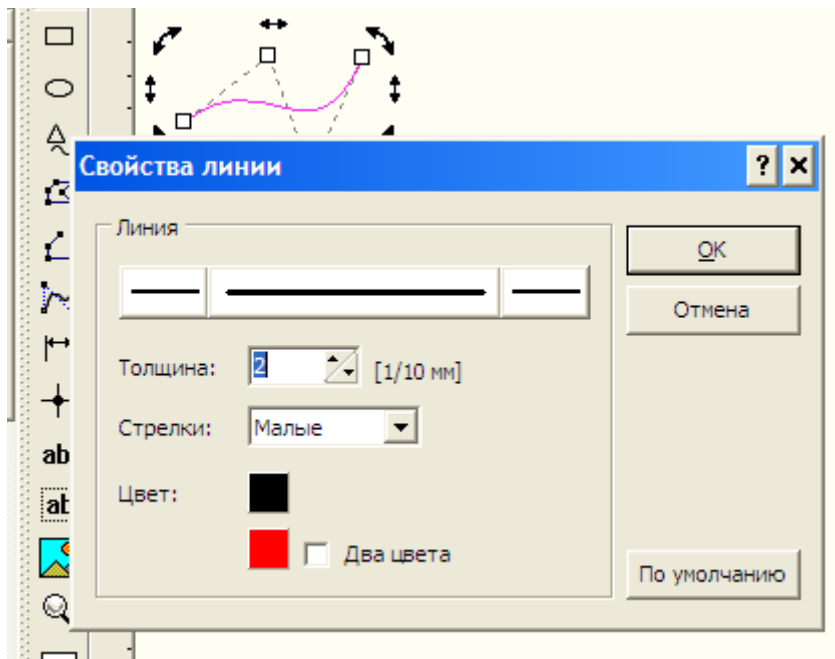 Свойства линии
Линия
OK
Отмена
Толщина: 2 [1/10 мм]
Стрелки: Малые
ab
Цвет:
ab
Два цвета
По умолчанию